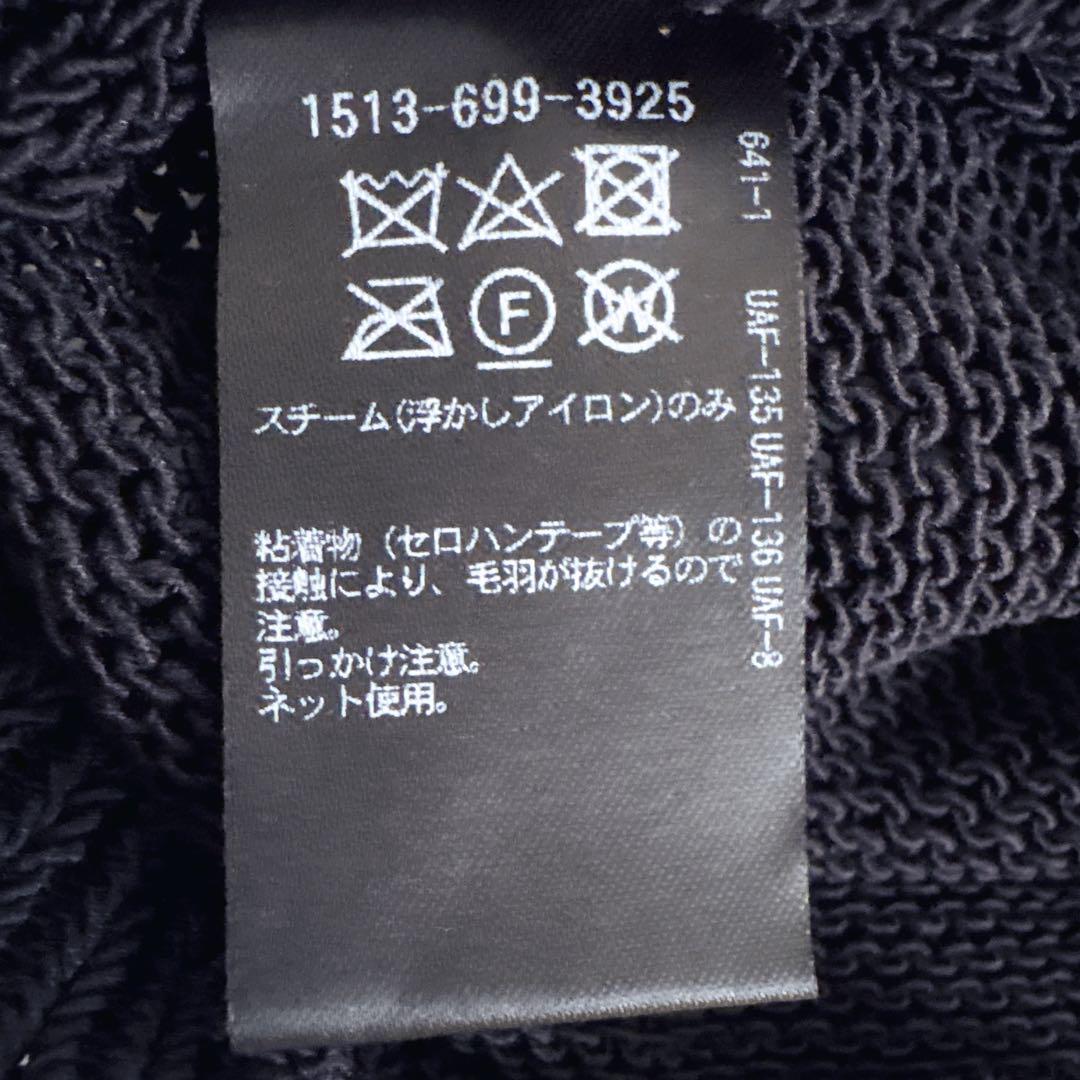 1513-699-3925
F
W
スチーム(浮かしアイロン)のみ
粘着物（セロハンテープ等）の
接触により、毛羽が抜けるので
注意。
引っかけ注意。
ネット使用。
641-1 UAF-135 UAF-136 UAF-8